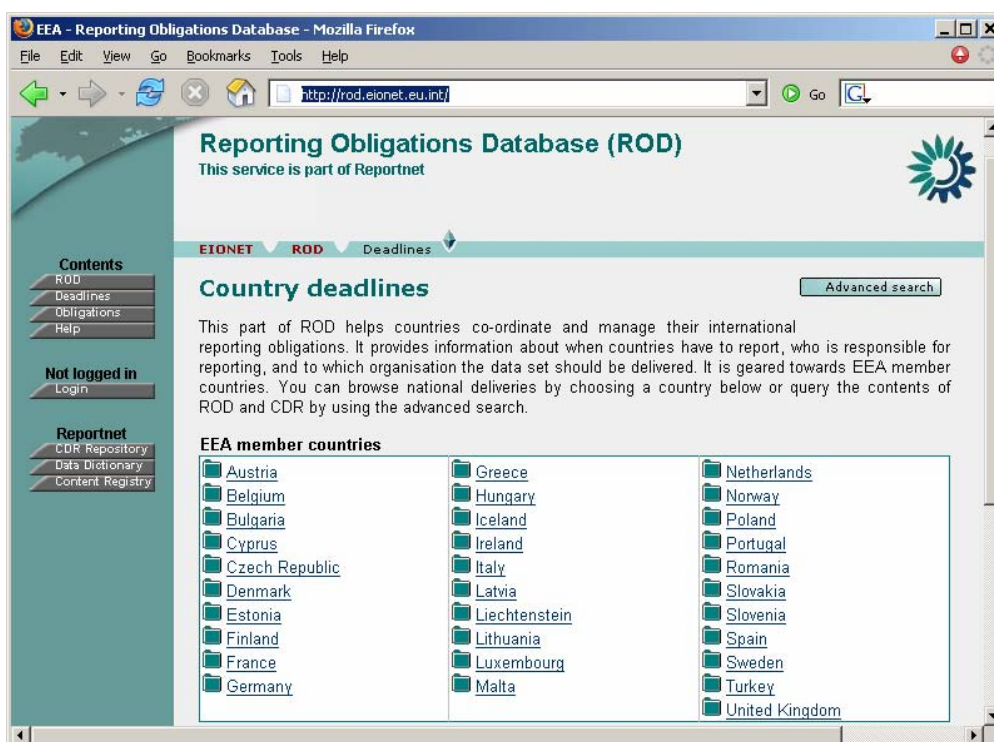 EEA - Reporting Obligations Database - Mozilla Firefox
File Edit View Go Bookmarks Tools Help
http://rod.eionet.eu.int/
Go
G
Reporting Obligations Database (ROD)
This service is part of Reportnet
EIONET ROD Deadlines
Contents
ROD
Deadlines
Obligations
Help
Not logged in
Login
Reportnet
CDR Repository
Data Dictionary
Content Registry
Country deadlines
Advanced search
This part of ROD helps countries co-ordinate and manage their international
reporting obligations. It provides information about when countries have to report, who is responsible for
reporting, and to which organisation the data set should be delivered. It is geared towards EEA member
countries. You can browse national deliveries by choosing a country below or query the contents of
ROD and CDR by using the advanced search.
EEA member countries
Austria
Belgium
Bulgaria
Cyprus
Czech Republic
Denmark
Estonia
Finland
France
Germany
Greece
Hungary
Iceland
Ireland
Italy
Latvia
Liechtenstein
Lithuania
Luxembourg
Malta
Netherlands
Norway
Poland
Portugal
Romania
Slovakia
Slovenia
Spain
Sweden
Turkey
United Kingdom